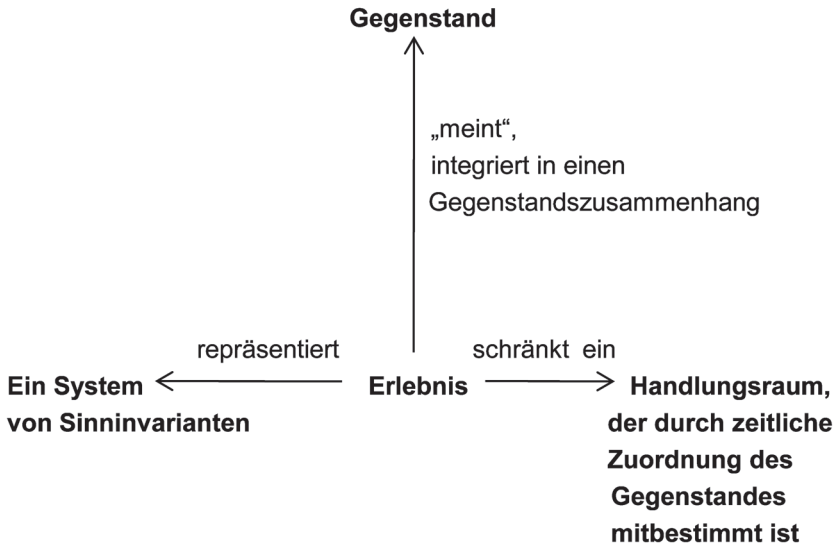 Gegenstand
„meint“,
integriert in einen
Gegenstandszusammenhang
repräsentiert
schränkt ein
Ein System
von Sinninvarianten
Erlebnis
Handlungsraum,
der durch zeitliche
Zuordnung des
Gegenstandes
mitbestimmt ist